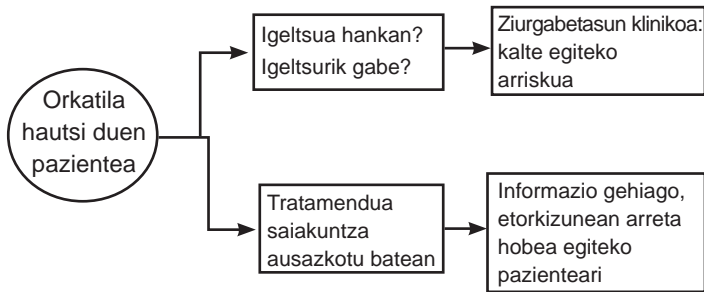 Orkatila
hautsi duen
pazientea
Igeltsua hankan?
Igeltsurik gabe?
Ziurgabetasun klinikoa:
kalte egiteko
arriskua
Tratamendua
saiakuntza
ausazkotu batean
Informazio gehiago,
etorkizunean arreta
hobea egiteko
pazienteari